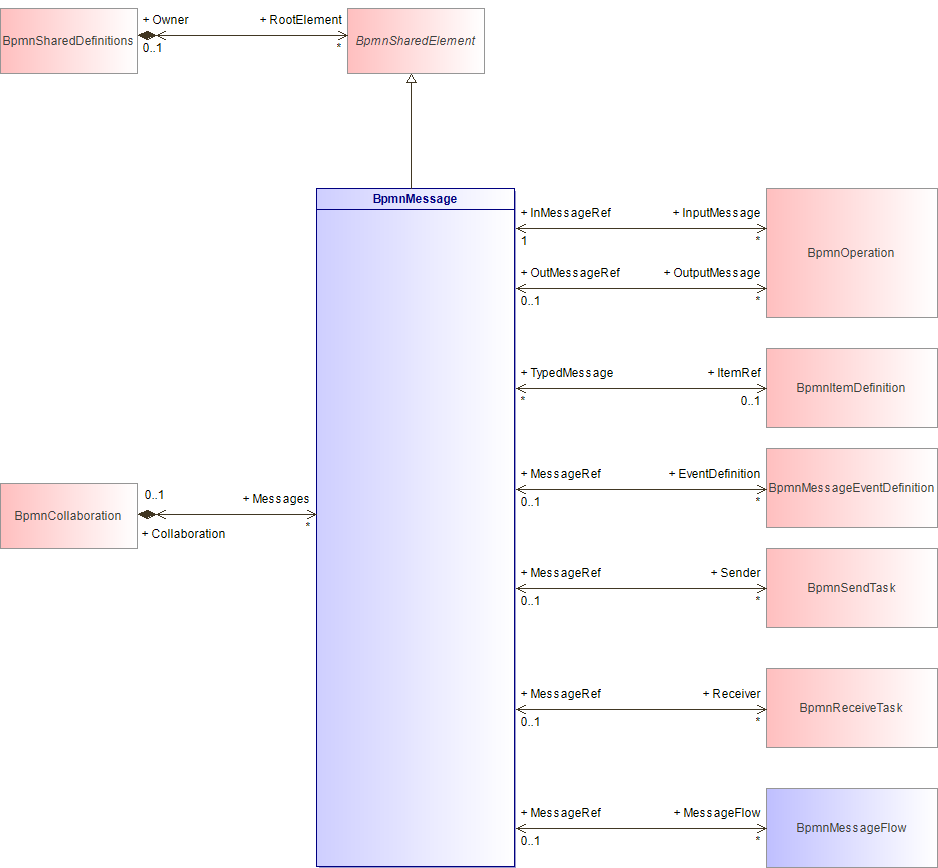 + Owner
+ RootElement
BpmnSharedDefinitions
BpmnSharedElement
0..1
*
BpmnMessage
+ InMessageRef
+ InputMessage
1
*
BpmnOperation
+ OutMessageRef
+ OutputMessage
0..1
*
+ TypedMessage
+ ItemRef
BpmnItemDefinition
*
0..1
+ MessageRef
+ EventDefinition
BpmnMessageEventDefinition
0..1
*
0..1
+ Messages
BpmnCollaboration
*
+ Collaboration
+ MessageRef
+ Sender
BpmnSendTask
0..1
*
+ MessageRef
+ Receiver
BpmnReceiveTask
0..1
*
+ MessageRef
+ MessageFlow
BpmnMessageFlow
0..1
*